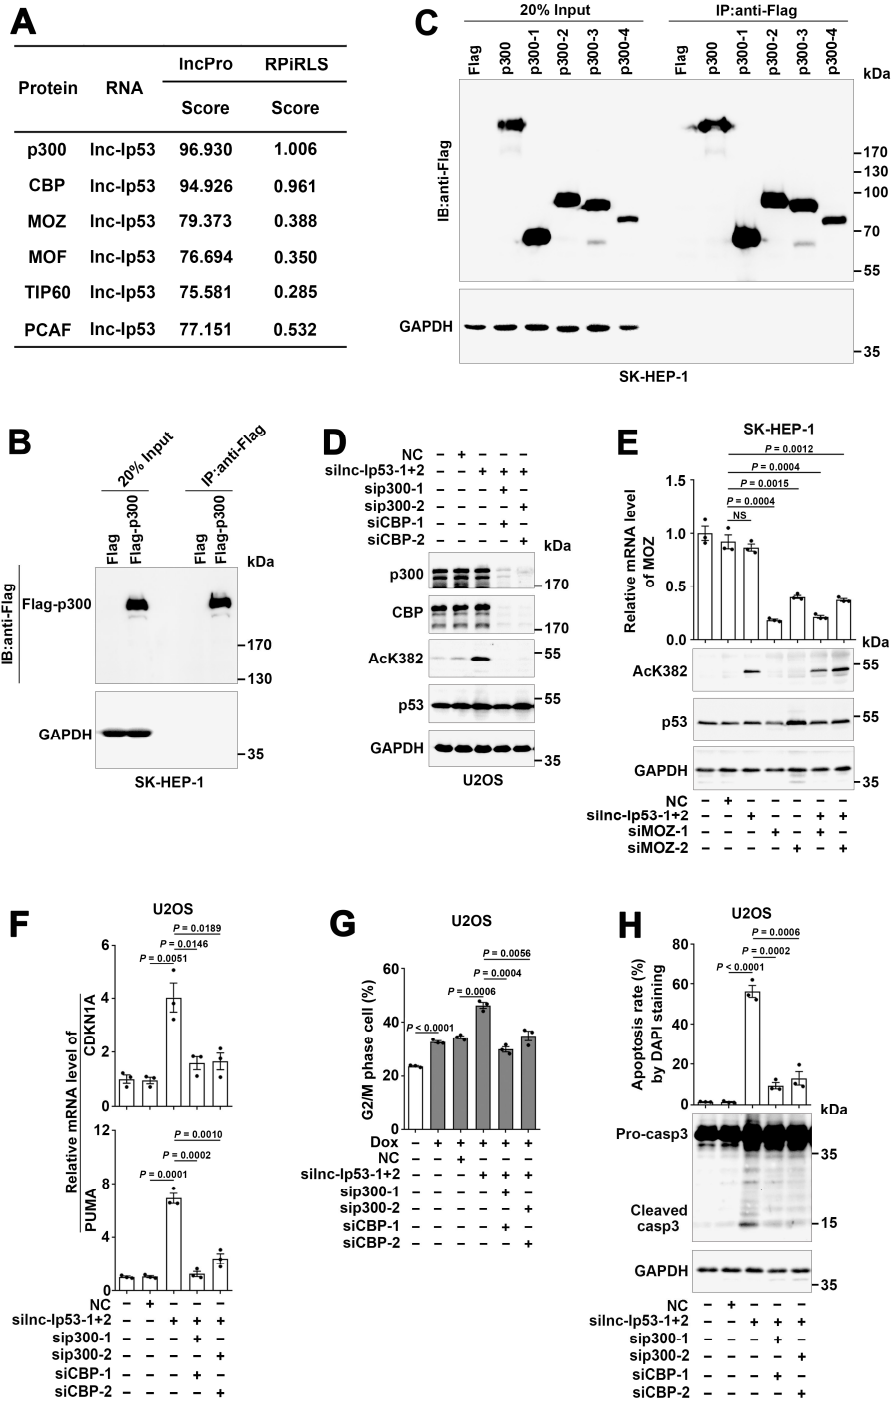 A
Protein RNA lncPro RPiRLS
Score Score
p300 lnc-Ip53 96.930 1.006
CBP lnc-Ip53 94.926 0.961
MOZ lnc-Ip53 79.373 0.388
MOF lnc-Ip53 76.694 0.350
TIP60 lnc-Ip53 75.581 0.285
PCAF lnc-Ip53 77.151 0.532
C
20% Input IP:anti-Flag
Flag p300 p300-1 p300-2 p300-3 p300-4 Flag p300 p300-1 p300-2 p300-3 p300-4
kDa
IB:anti-Flag
170
130
100
70
55
GAPDH
35
SK-HEP-1
B
20% Input IP:anti-Flag
Flag Flag-p300 Flag Flag-p300
kDa
IB:anti-Flag
Flag-p300
170
130
GAPDH
35
SK-HEP-1
D
NC – + – – –
silnc-Ip53-1+2 – – + + +
sip300-1 – – – + –
sip300-2 – – – – +
siCBP-1 – – – + –
siCBP-2 – – – – +
kDa
p300
170
CBP
170
AcK382
55
p53
55
GAPDH
35
U2OS
E
SK-HEP-1
P = 0.0012
P = 0.0004
P = 0.0015
P = 0.0004
NS
Relative mRNA level
of MOZ
1.5
1.0
0.5
0.0
kDa
AcK382
55
p53
55
GAPDH
35
NC – + – – – – –
silnc-Ip53-1+2 – – + – – + +
siMOZ-1 – – – + – + –
siMOZ-2 – – – – + – +
F
U2OS
P = 0.0189
P = 0.0146
P = 0.0051
Relative mRNA level of
CDKN1A
6
4
2
0
P = 0.0010
P = 0.0002
P = 0.0001
PUMA
12
8
4
0
NC – + – – –
silnc-Ip53-1+2 – – + + +
sip300-1 – – – + –
sip300-2 – – – – +
siCBP-1 – – – + –
siCBP-2 – – – – +
G
U2OS
P = 0.0056
P = 0.0004
P = 0.0006
P < 0.0001
G2/M phase cell (%)
60
40
20
0
Dox – + + + + +
NC – – + – – –
silnc-Ip53-1+2 – – – + + +
sip300-1 – – – – + –
sip300-2 – – – – – +
siCBP-1 – – – – + –
siCBP-2 – – – – – +
H
U2OS
P = 0.0006
P = 0.0002
P < 0.0001
Apoptosis rate (%)
by DAPI staining
80
60
40
20
0
kDa
Pro-casp3
35
Cleaved
casp3
15
GAPDH
35
NC – + – – –
silnc-Ip53-1+2 – – + + +
sip300-1 – – – + –
sip300-2 – – – – +
siCBP-1 – – – + –
siCBP-2 – – – – +